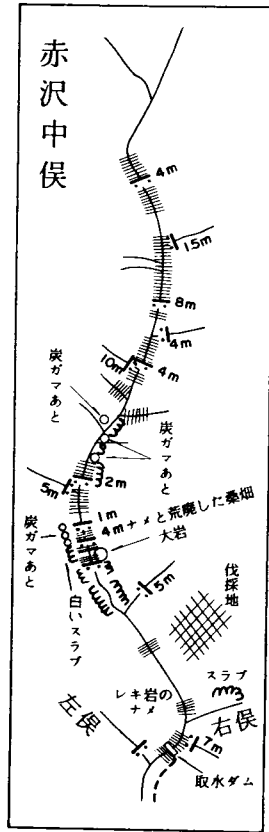 赤沢中俣
4m
15m
8m
4m
10m
4m
炭ガマあと
炭ガマあと
5m
2m
1m
4mナメと荒廃した桑畑
大岩
炭ガマあと
白いスラブ
5m
伐採地
レキ岩の
ナメ
スラブ
左俣
右俣
7m
取水ダム